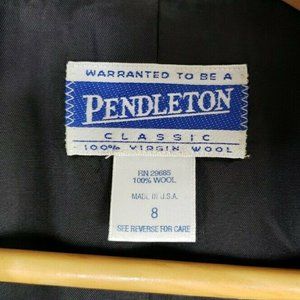 WARRANTED TO BE A
PENDLETON
CLASSIC
100% VIRGIN WOOL
RN 29685
100% WOOL
MADE IN U.S.A.
8
SEE REVERSE FOR CARE